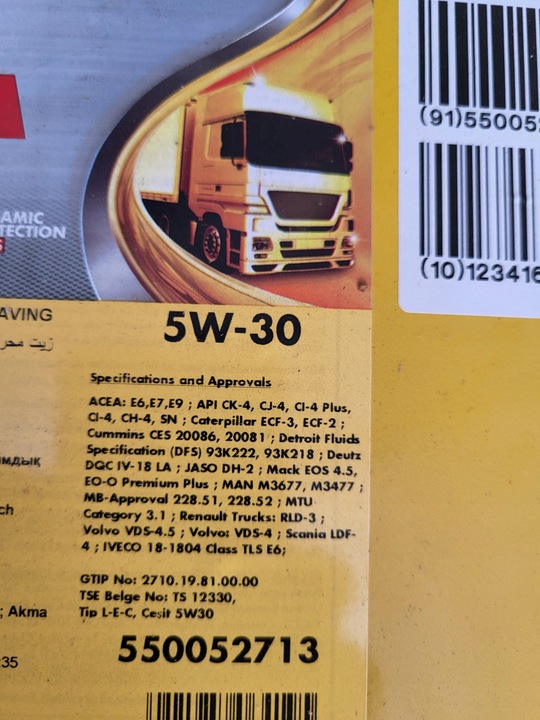 AMIC
TECTION
(91)55005
(10)123416
AVING
زيت محر
5W-30
Specifications and Approvals
ACEA: E6,E7,E9 ; API CK-4, CJ-4, CI-4 Plus,
CI-4, CH-4, SN ; Caterpillar ECF-3, ECF-2 ;
Cummins CES 20086, 20081 ; Detroit Fluids
Specification (DFS) 93K222, 93K218 ; Deutz
DQC IV-18 LA ; JASO DH-2 ; Mack EOS 4.5,
EO-O Premium Plus ; MAN M3677, M3477 ;
MB-Approval 228.51, 228.52 ; MTU
Category 3.1 ; Renault Trucks: RLD-3 ;
Volvo VDS-4.5 ; Volvo: VDS-4 ; Scania LDF-
4 ; IVECO 18-1804 Class TLS E6;
мдық
ch
GTIP No: 2710.19.81.00.00
TSE Belge No: TS 12330,
; Akma
Tip L-E-C, Ceşit 5W30
:35
550052713